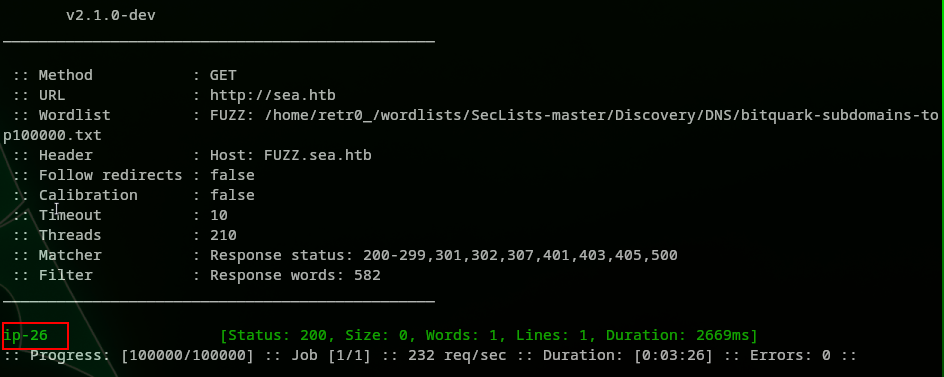 v2.1.0-dev
________________________________________________
:: Method : GET
:: URL : http://sea.htb
:: Wordlist : FUZZ: /home/retr0_/wordlists/SecLists-master/Discovery/DNS/bitquark-subdomains-to
p100000.txt
:: Header : Host: FUZZ.sea.htb
:: Follow redirects : false
:: Calibration : false
:: Timeout : 10
:: Threads : 210
:: Matcher : Response status: 200-299,301,302,307,401,403,405,500
:: Filter : Response words: 582
________________________________________________
ip-26 [Status: 200, Size: 0, Words: 1, Lines: 1, Duration: 2669ms]
:: Progress: [100000/100000] :: Job [1/1] :: 232 req/sec :: Duration: [0:03:26] :: Errors: 0 ::